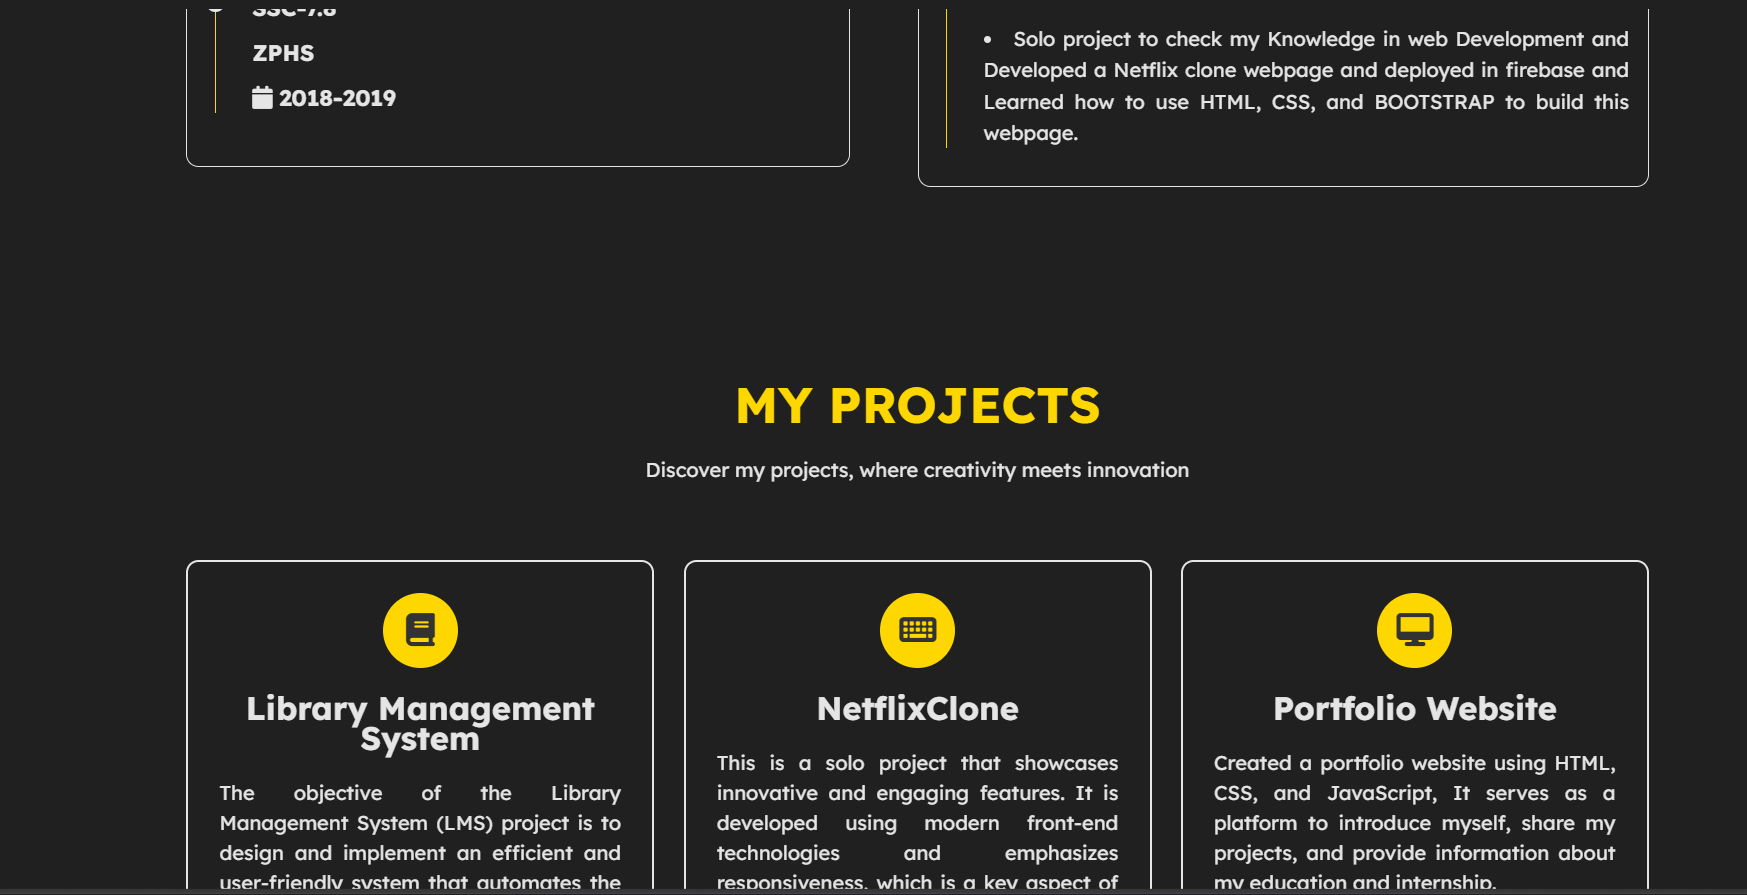 SSC-7.8
ZPHS
2018-2019
• Solo project to check my Knowledge in web Development and
Developed a Netflix clone webpage and deployed in firebase and
Learned how to use HTML, CSS, and BOOTSTRAP to build this
webpage.
MY PROJECTS
Discover my projects, where creativity meets innovation
Library Management
System
The objective of the Library
Management System (LMS) project is to
design and implement an efficient and
user-friendly system that automates the
NetflixClone
This is a solo project that showcases
innovative and engaging features. It is
developed using modern front-end
technologies and emphasizes
responsiveness, which is a key aspect of
Portfolio Website
Created a portfolio website using HTML,
CSS, and JavaScript, It serves as a
platform to introduce myself, share my
projects, and provide information about
my education and internship.